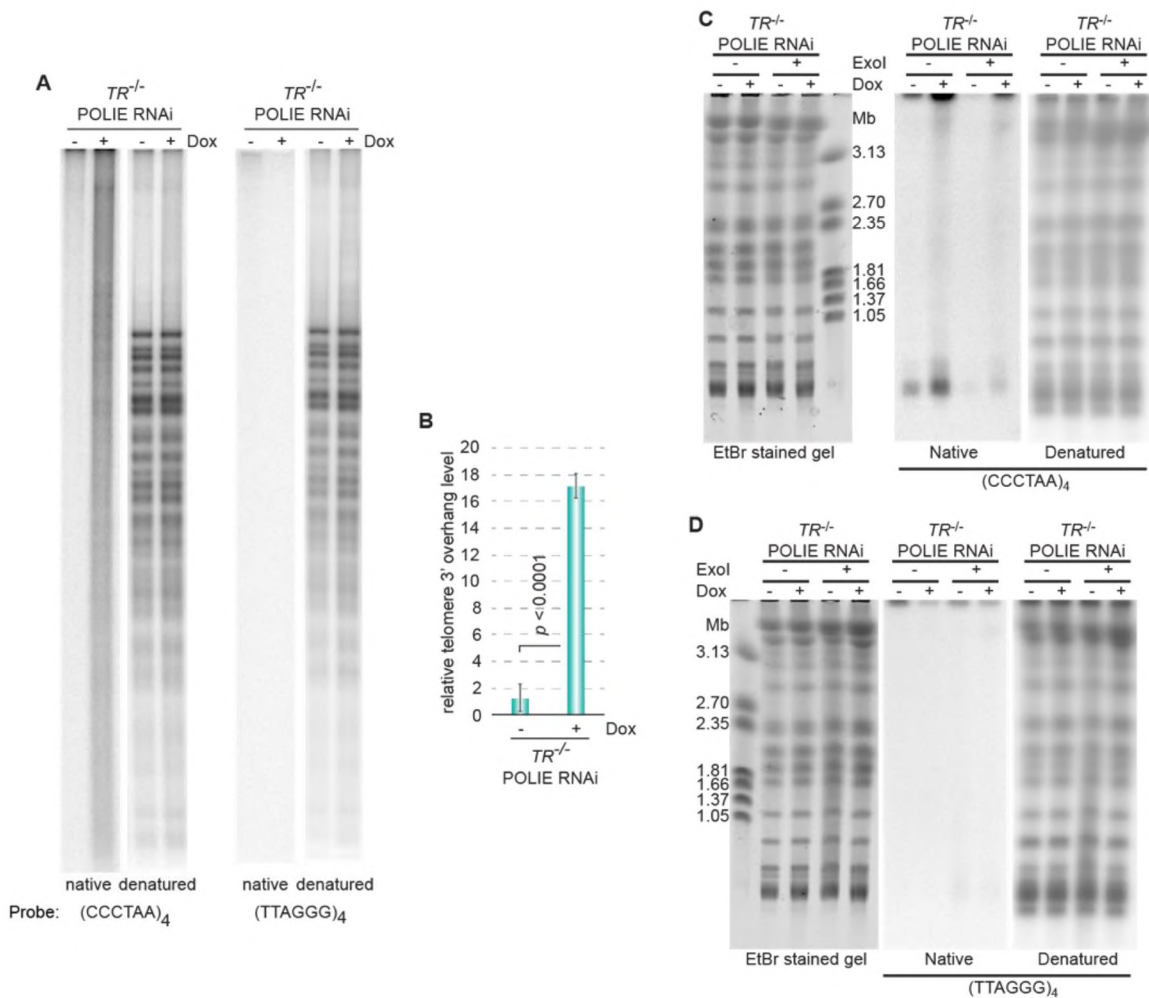 A
TR-/-
POLIE RNAi
- + - + Dox
TR-/-
POLIE RNAi
- + - + Dox
native denatured
native denatured
Probe: (CCCTAA)4
(TTAGGG)4
B
relative telomere 3' overhang level
20
18
16
14
12
10
8
6
4
2
0
p < 0.0001
- + Dox
TR-/-
POLIE RNAi
C
TR-/-
POLIE RNAi
TR-/-
POLIE RNAi
TR-/-
POLIE RNAi
- + ExoI - + - +
- + - + Dox - + - + - + - +
Mb
3.13
2.70
2.35
1.81
1.66
1.37
1.05
EtBr stained gel
Native
Denatured
(CCCTAA)4
D
TR-/-
POLIE RNAi
TR-/-
POLIE RNAi
TR-/-
POLIE RNAi
ExoI - + - + - +
Dox - + - + - + - + - + - +
Mb
3.13
2.70
2.35
1.81
1.66
1.37
1.05
EtBr stained gel
Native
Denatured
(TTAGGG)4